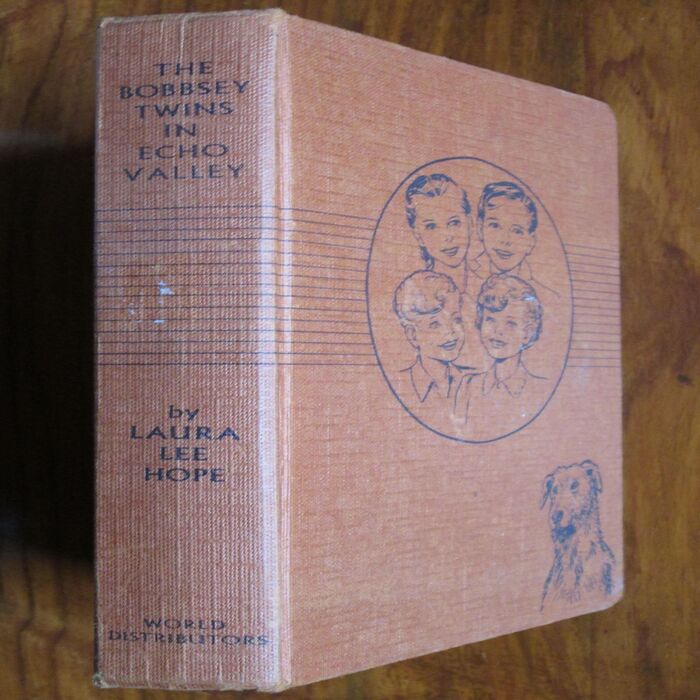 THE
BOBBSEY
TWINS
IN
ECHO
VALLEY
by
LAURA
LEE
HOPE
WORLD
DISTRIBUTORS